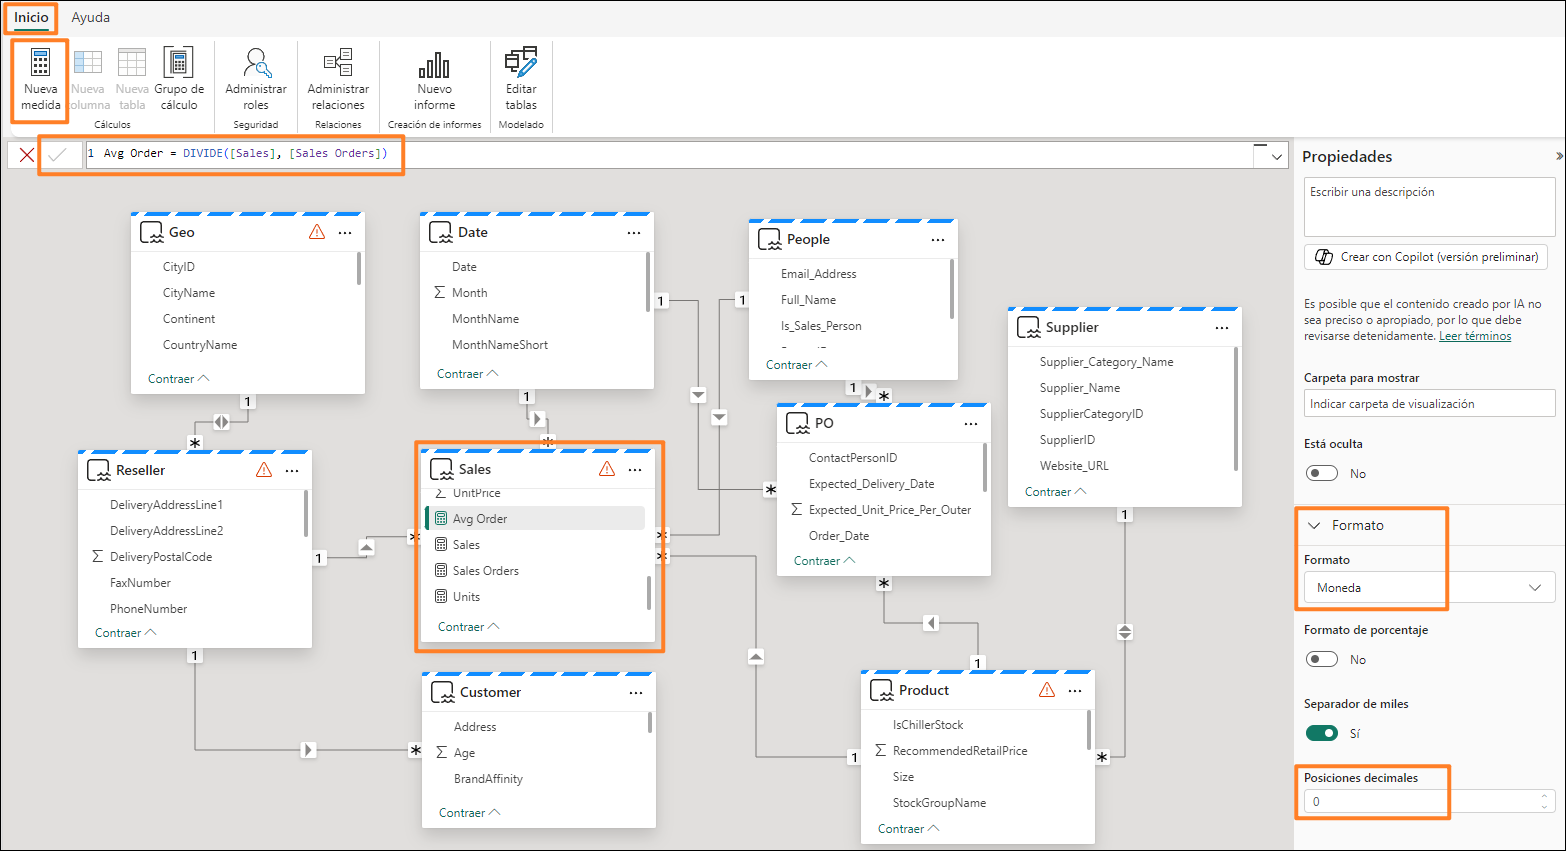 Inicio Ayuda
Nueva medida
Nueva columna
Nueva tabla
Grupo de cálculo
Administrar roles
Administrar relaciones
Nuevo informe
Editar tablas
Cálculos
Seguridad
Relaciones
Creación de informes
Modelado
1 Avg Order = DIVIDE([Sales], [Sales Orders])
Geo
CityID
CityName
Continent
CountryName
Contraer
Date
Date
Month
MonthName
MonthNameShort
Contraer
People
Email_Address
Full_Name
Is_Sales_Person
Contraer
Supplier
Supplier_Category_Name
Supplier_Name
SupplierCategoryID
SupplierID
Website_URL
Contraer
PO
ContactPersonID
Expected_Delivery_Date
Expected_Unit_Price_Per_Outer
Order_Date
Contraer
Reseller
DeliveryAddressLine1
DeliveryAddressLine2
DeliveryPostalCode
FaxNumber
PhoneNumber
Contraer
Sales
UnitPrice
Avg Order
Sales
Sales Orders
Units
Contraer
Customer
Address
Age
BrandAffinity
Contraer
Product
IsChillerStock
RecommendedRetailPrice
Size
StockGroupName
Contraer
1
*
1
*
1
*
1
*
1
*
1
*
1
*
1
*
1
*
1
*
Propiedades
Escribir una descripción
Crear con Copilot (versión preliminar)
Es posible que el contenido creado por IA no
sea preciso o apropiado, por lo que debe
revisarse detenidamente. Leer términos
Carpeta para mostrar
Indicar carpeta de visualización
Está oculta
No
Formato
Formato
Moneda
Formato de porcentaje
No
Separador de miles
Sí
Posiciones decimales
0